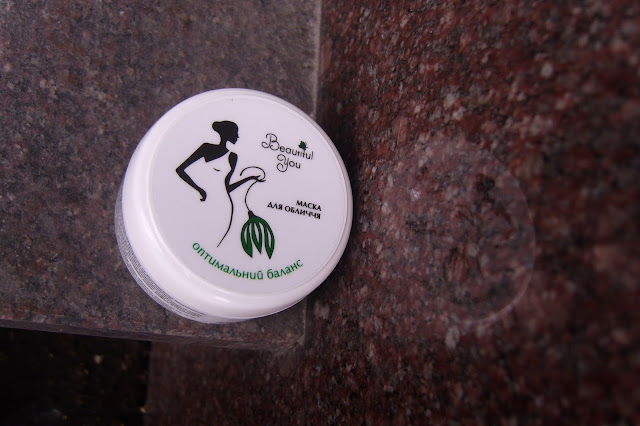 Beautiful
You
МАСКА
ДЛЯ ОБЛИЧЧЯ
оптимальний баланс